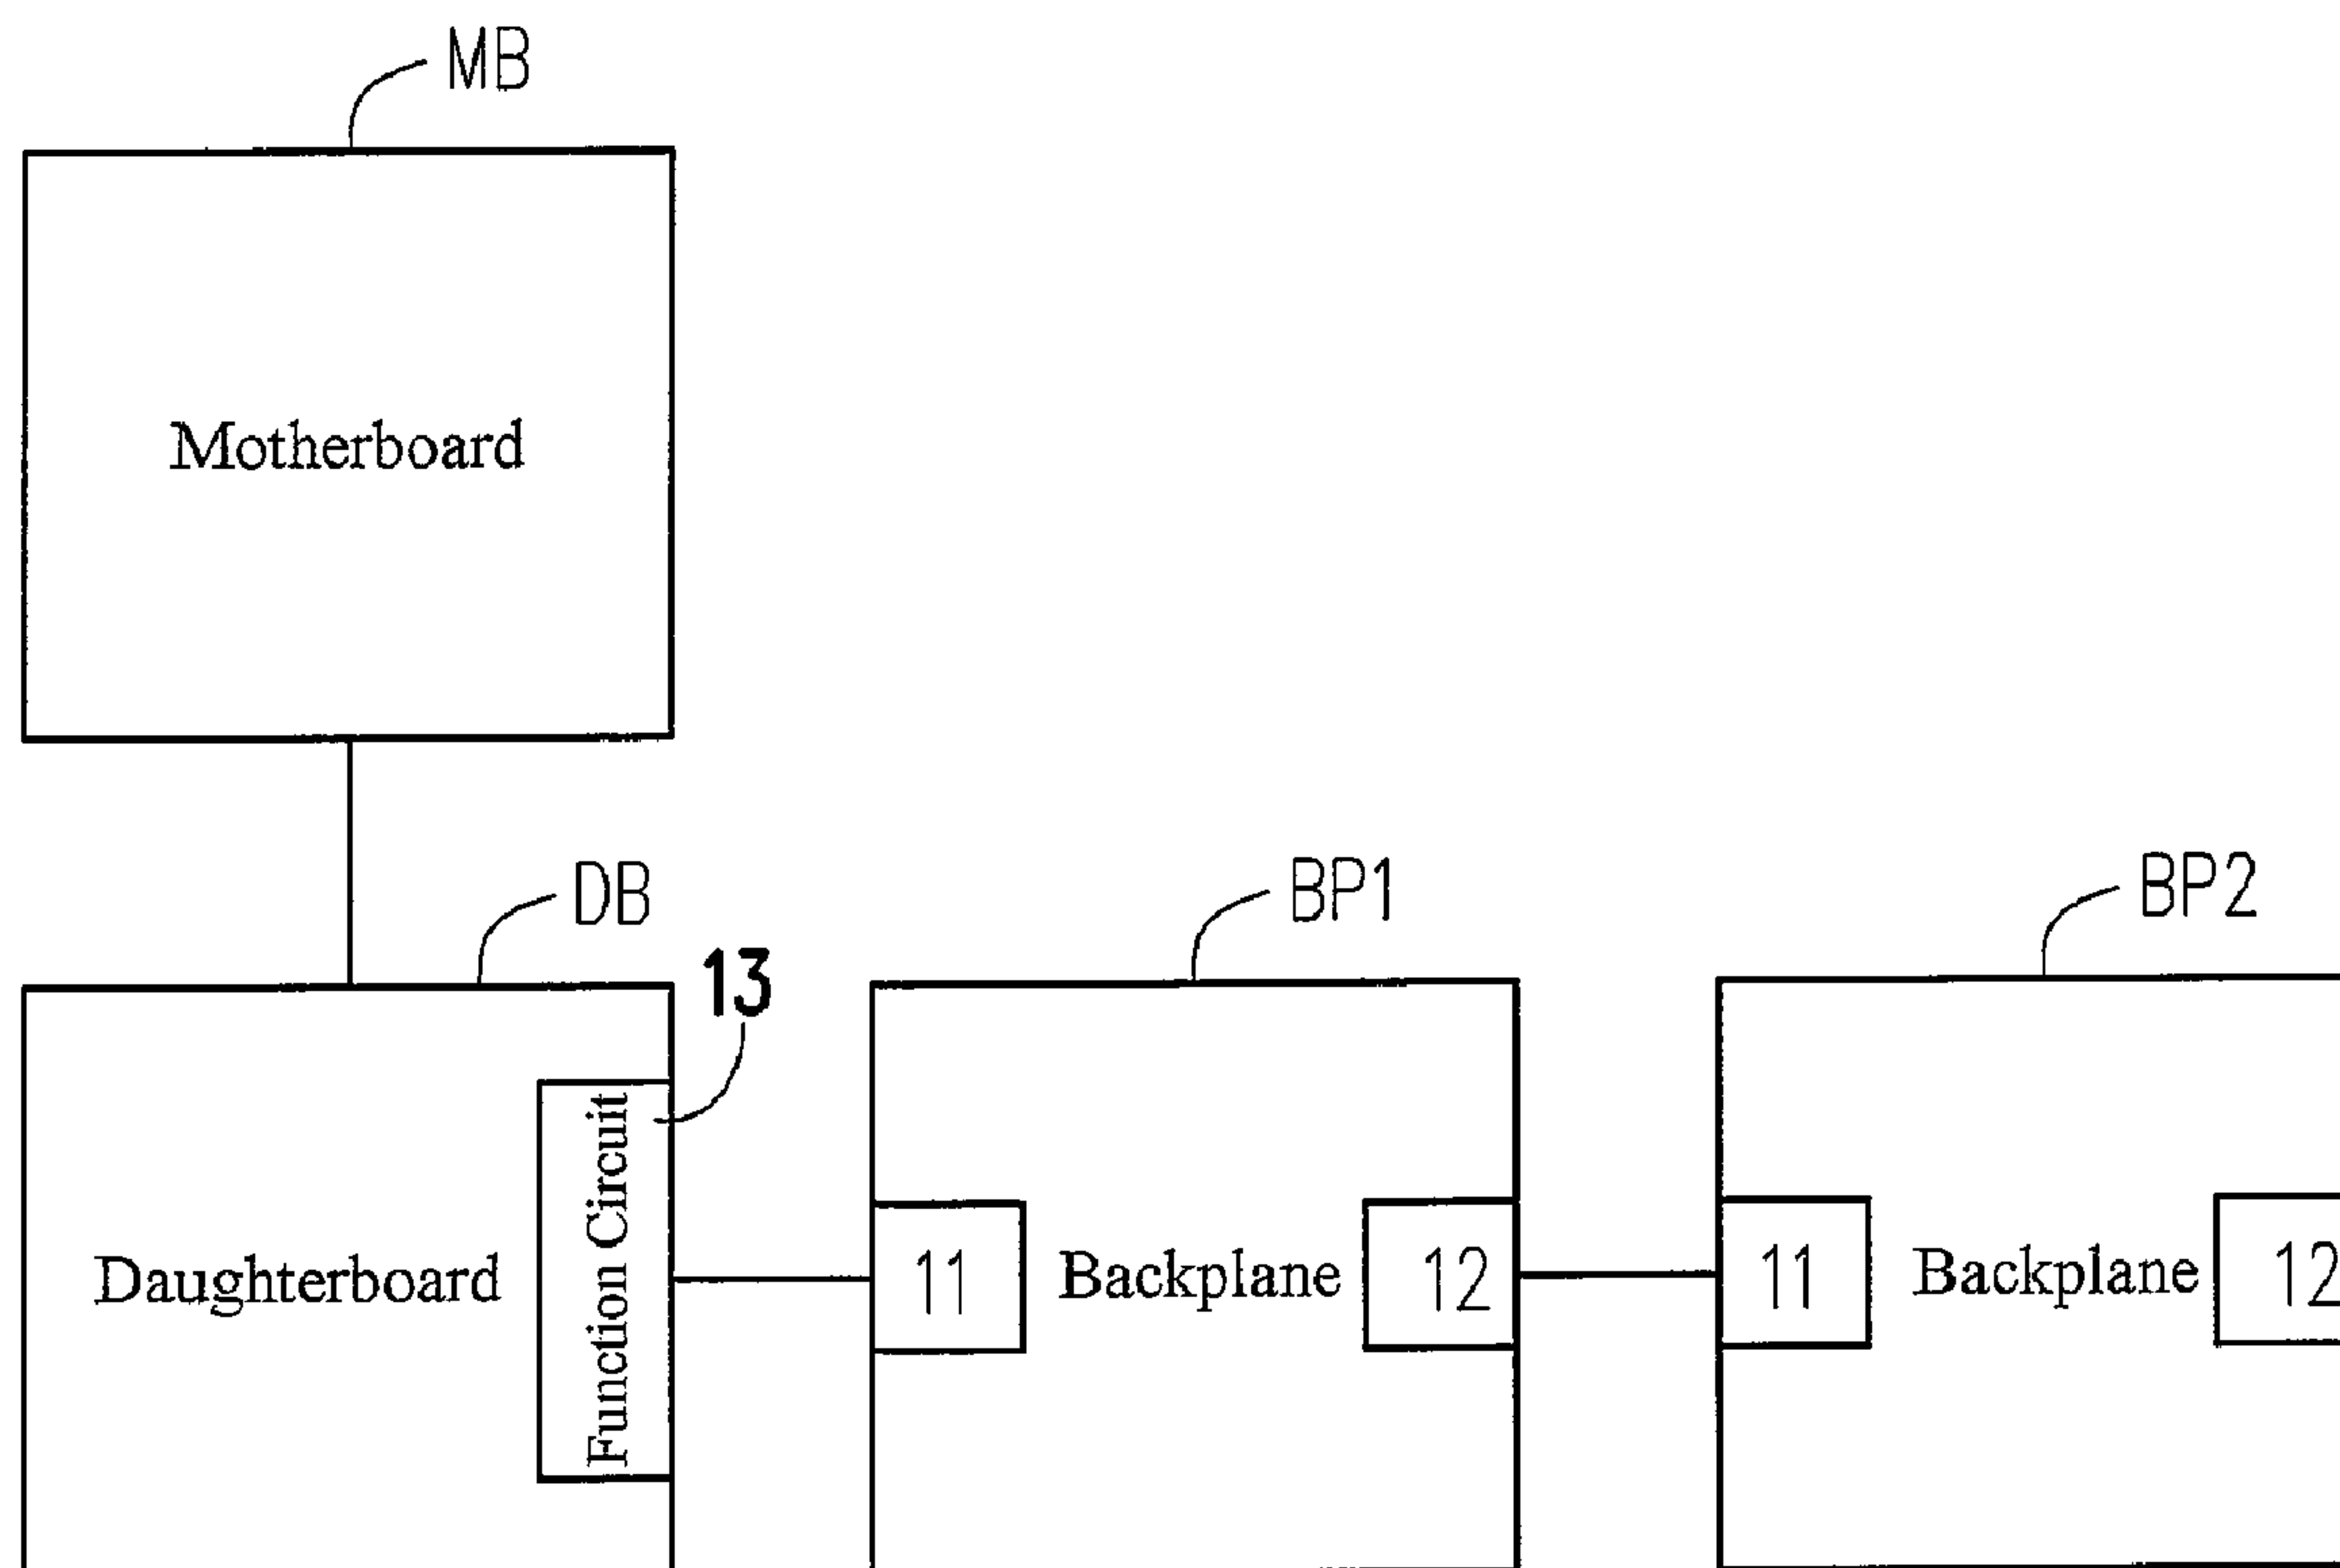 MB
Motherboard
DB
BP1
BP2
13
Function Circuit
Daughterboard
11
Backplane
12
11
Backplane
12